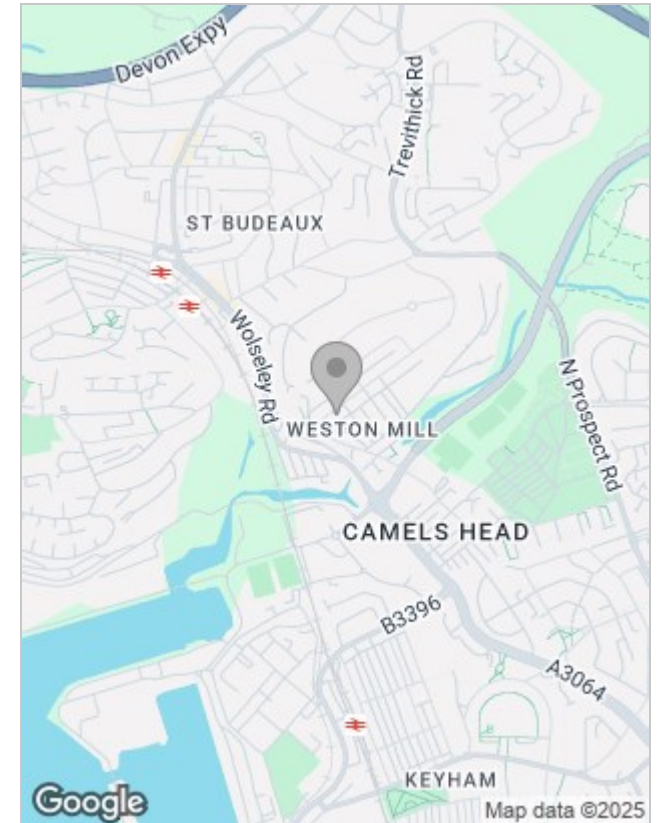 Devon Expy
Trevithick Rd
ST BUDEAUX
Wolseley Rd
N Prospect Rd
WESTON MILL
CAMELS HEAD
B3396
A3064
KEYHAM
Google
Map data ©2025